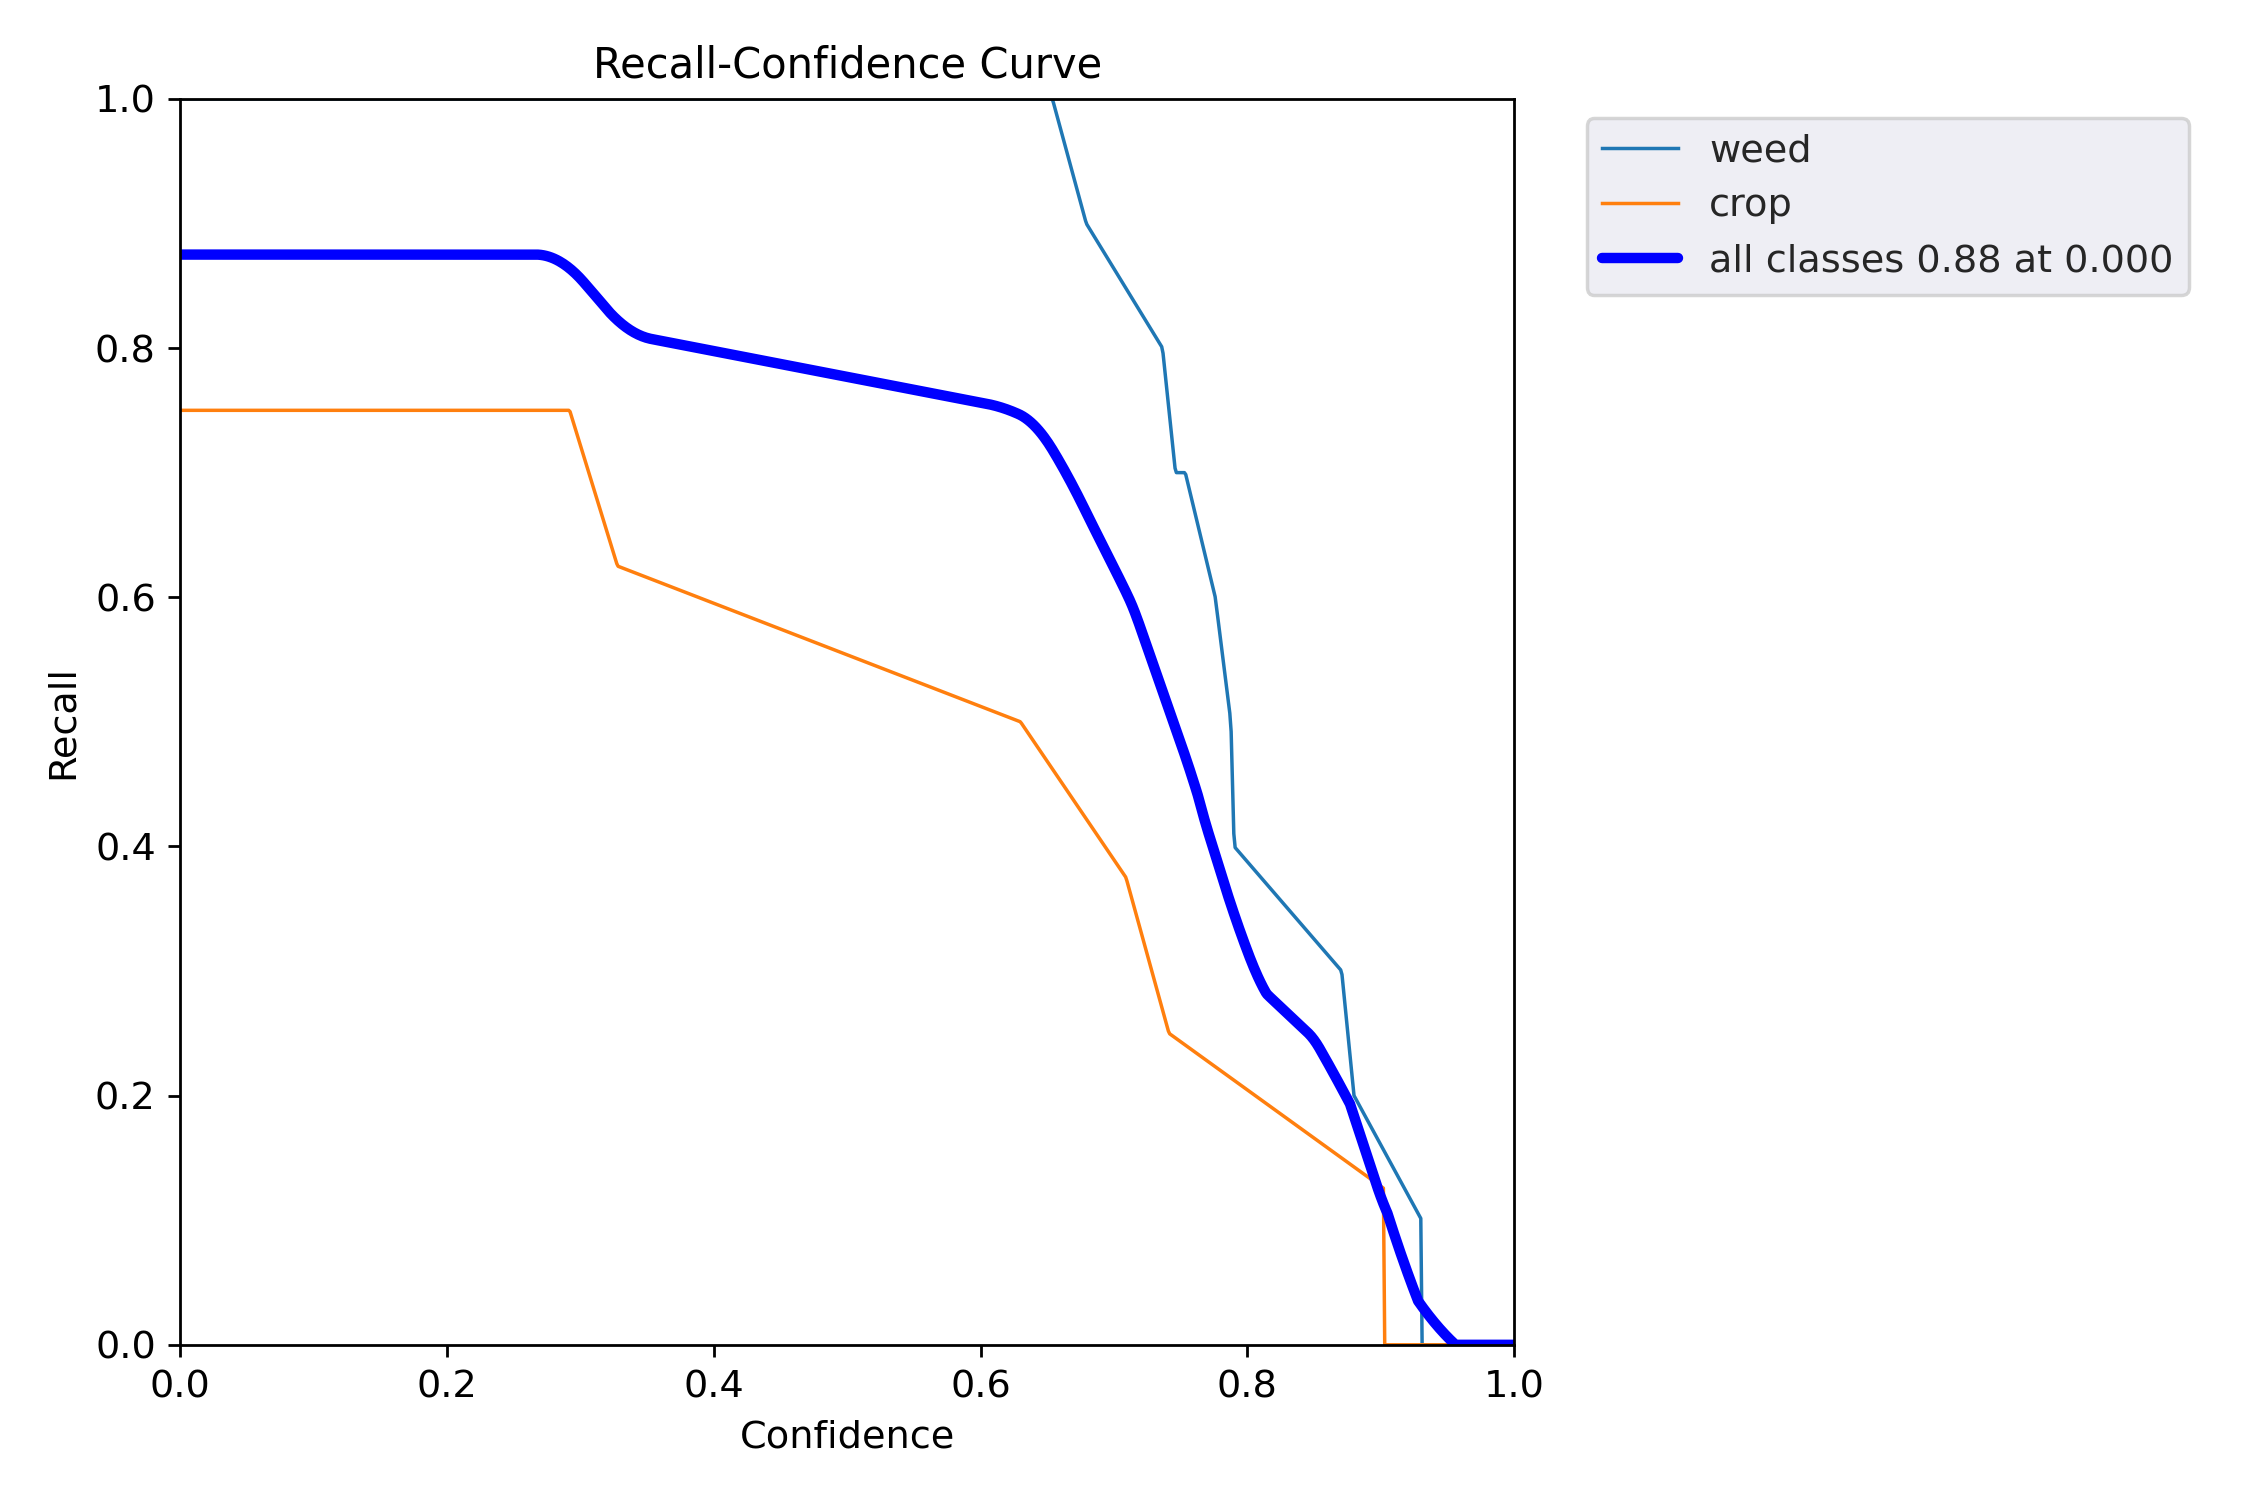 Recall-Confidence Curve
weed
crop
all classes 0.88 at 0.000
1.0
0.8
0.6
0.4
0.2
0.0
Recall
0.0 0.2 0.4 0.6 0.8 1.0
Confidence